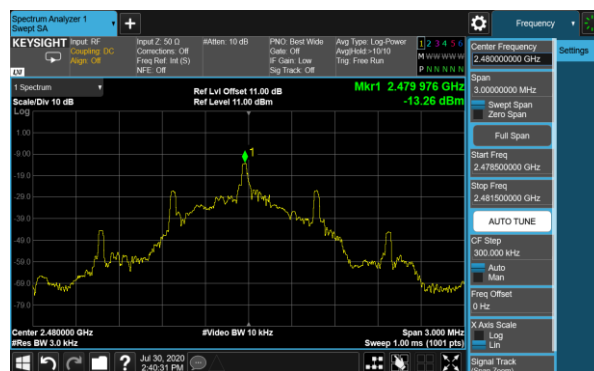 Spectrum Analyzer 1
Swept SA
Frequency
KEYSIGHT
Input: RF
Coupling: DC
Align: Off
Input Z: 50 Ω
Corrections: Off
Freq Ref: Int (S)
NFE: Off
#Atten: 10 dB
PNO: Best Wide
Gate: Off
IF Gain: Low
Sig Track: Off
Avg Type: Log-Power
Avg|Hold:>10/10
Trig: Free Run
1 2 3 4 5 6
M W W W W W
P N N N N N
LXI
1 Spectrum
Scale/Div 10 dB
Log
Ref Lvl Offset 11.00 dB
Ref Level 11.00 dBm
Mkr1 2.479 976 GHz
-13.26 dBm
1.00
-9.00
-19.0
-29.0
-39.0
-49.0
-59.0
-69.0
-79.0
1
Center 2.480000 GHz
#Res BW 3.0 kHz
#Video BW 10 kHz
Span 3.000 MHz
Sweep 1.00 ms (1001 pts)
Jul 30, 2020
2:40:31 PM
Center Frequency
2.480000000 GHz
Span
3.00000000 MHz
Swept Span
Zero Span
Full Span
Start Freq
2.478500000 GHz
Stop Freq
2.481500000 GHz
AUTO TUNE
CF Step
300.000 kHz
Auto
Man
Freq Offset
0 Hz
X Axis Scale
Log
Lin
Signal Track
(Span Zoom)
Settings